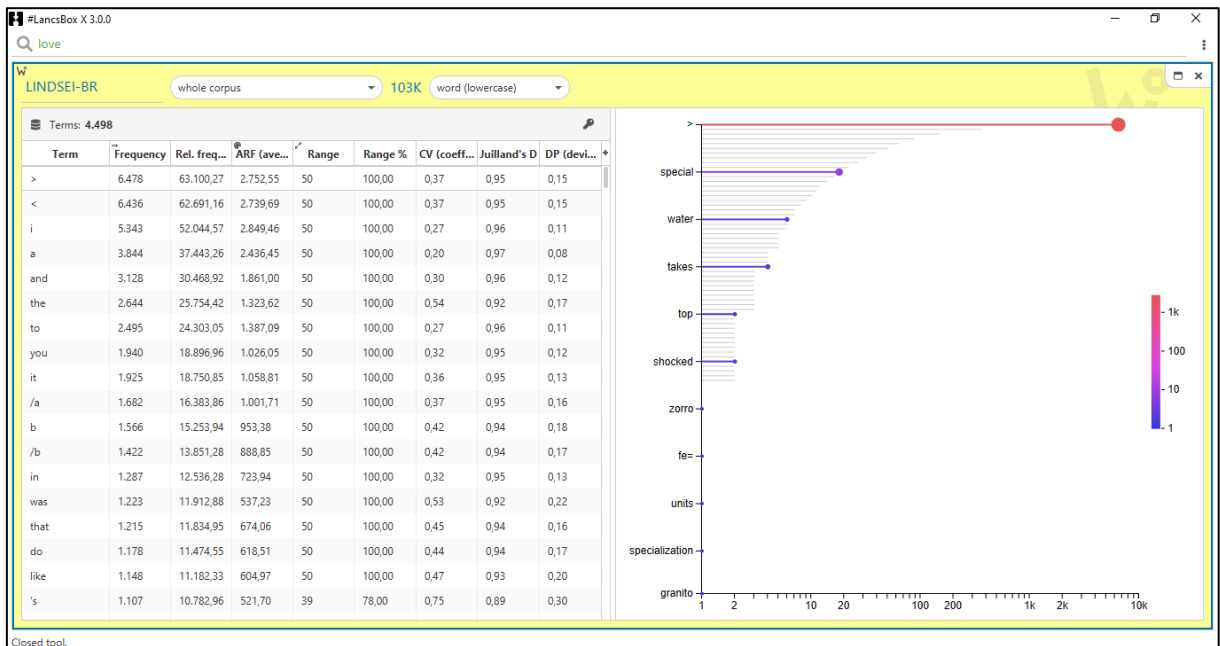 #LancsBox X 3.0.0
love
W
LINDSEI-BR whole corpus 103K word (lowercase)
Terms: 4.498
Term Frequency Rel. freq... ARF (ave... Range Range % CV (coeff... Juilland's D DP (devi... +
> 6.478 63.100,27 2.752,55 50 100,00 0,37 0,95 0,15
< 6.436 62.691,16 2.739,69 50 100,00 0,37 0,95 0,15
i 5.343 52.044,57 2.849,46 50 100,00 0,27 0,96 0,11
a 3.844 37.443,26 2.436,45 50 100,00 0,20 0,97 0,08
and 3.128 30.468,92 1.861,00 50 100,00 0,30 0,96 0,12
the 2.644 25.754,42 1.323,62 50 100,00 0,54 0,92 0,17
to 2.495 24.303,05 1.387,09 50 100,00 0,27 0,96 0,11
you 1.940 18.896,96 1.026,05 50 100,00 0,32 0,95 0,12
it 1.925 18.750,85 1.058,81 50 100,00 0,36 0,95 0,13
/a 1.682 16.383,86 1.001,71 50 100,00 0,37 0,95 0,16
b 1.566 15.253,94 953,38 50 100,00 0,42 0,94 0,18
/b 1.422 13.851,28 888,85 50 100,00 0,42 0,94 0,17
in 1.287 12.536,28 723,94 50 100,00 0,32 0,95 0,13
was 1.223 11.912,88 537,23 50 100,00 0,53 0,92 0,22
that 1.215 11.834,95 674,06 50 100,00 0,45 0,94 0,16
do 1.178 11.474,55 618,51 50 100,00 0,44 0,94 0,17
like 1.148 11.182,33 604,97 50 100,00 0,47 0,93 0,20
's 1.107 10.782,96 521,70 39 78,00 0,75 0,89 0,30
>
special
water
takes
top
shocked
zorro
fe=
units
specialization
granito
1 2 10 20 100 200 1k 2k 10k
1k
100
10
1
Closed tool.